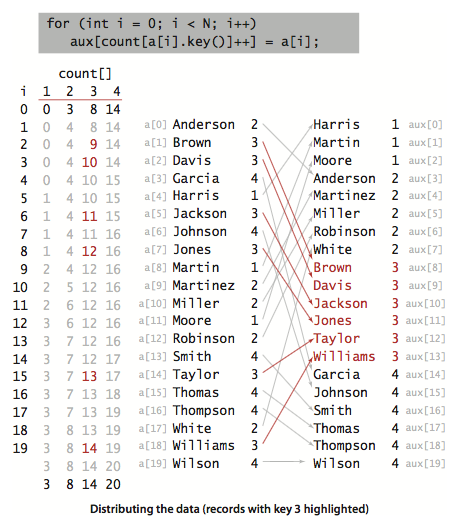 for (int i = 0; i < N; i++)
aux[count[a[i].key()]++] = a[i];
count[]
i 1 2 3 4
0 0 3 8 14
1 0 4 8 14
2 0 4 9 14
3 0 4 10 14
4 0 4 10 15
5 1 4 10 15
6 1 4 11 15
7 1 4 11 16
8 1 4 12 16
9 2 4 12 16
10 2 5 12 16
11 2 6 12 16
12 3 6 12 16
13 3 7 12 16
14 3 7 12 17
15 3 7 13 17
16 3 7 13 18
17 3 7 13 19
18 3 8 13 19
19 3 8 14 19
3 8 14 20
3 8 14 20
a[0] Anderson 2
a[1] Brown 3
a[2] Davis 3
a[3] Garcia 4
a[4] Harris 1
a[5] Jackson 3
a[6] Johnson 4
a[7] Jones 3
a[8] Martin 1
a[9] Martinez 2
a[10] Miller 2
a[11] Moore 1
a[12] Robinson 2
a[13] Smith 4
a[14] Taylor 3
a[15] Thomas 4
a[16] Thompson 4
a[17] White 2
a[18] Williams 3
a[19] Wilson 4
Harris 1 aux[0]
Martin 1 aux[1]
Moore 1 aux[2]
Anderson 2 aux[3]
Martinez 2 aux[4]
Miller 2 aux[5]
Robinson 2 aux[6]
White 2 aux[7]
Brown 3 aux[8]
Davis 3 aux[9]
Jackson 3 aux[10]
Jones 3 aux[11]
Taylor 3 aux[12]
Williams 3 aux[13]
Garcia 4 aux[14]
Johnson 4 aux[15]
Smith 4 aux[16]
Thomas 4 aux[17]
Thompson 4 aux[18]
Wilson 4 aux[19]
Distributing the data (records with key 3 highlighted)